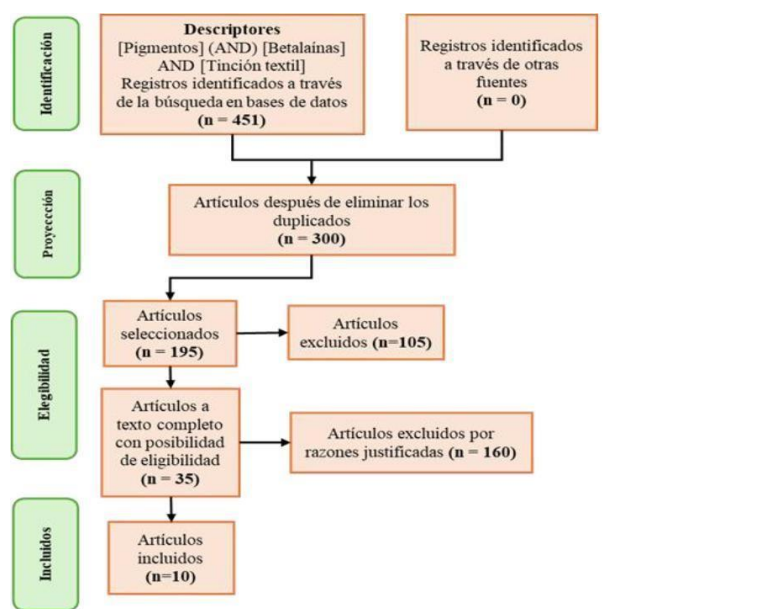 Identificación
Descriptores
[Pigmentos] (AND) [Betalaínas]
AND [Tinción textil]
Registros identificados a través
de la búsqueda en bases de datos
(n = 451)
Registros identificados
a través de otras
fuentes
(n = 0)
Proyeccción
Artículos después de eliminar los
duplicados
(n = 300)
Elegibilidad
Artículos
seleccionados
(n = 195)
Artículos
excluidos (n=105)
Artículos a
texto completo
con posibilidad
de eligibilidad
(n = 35)
Artículos excluidos por
razones justificadas (n = 160)
Incluidos
Artículos
incluidos
(n=10)